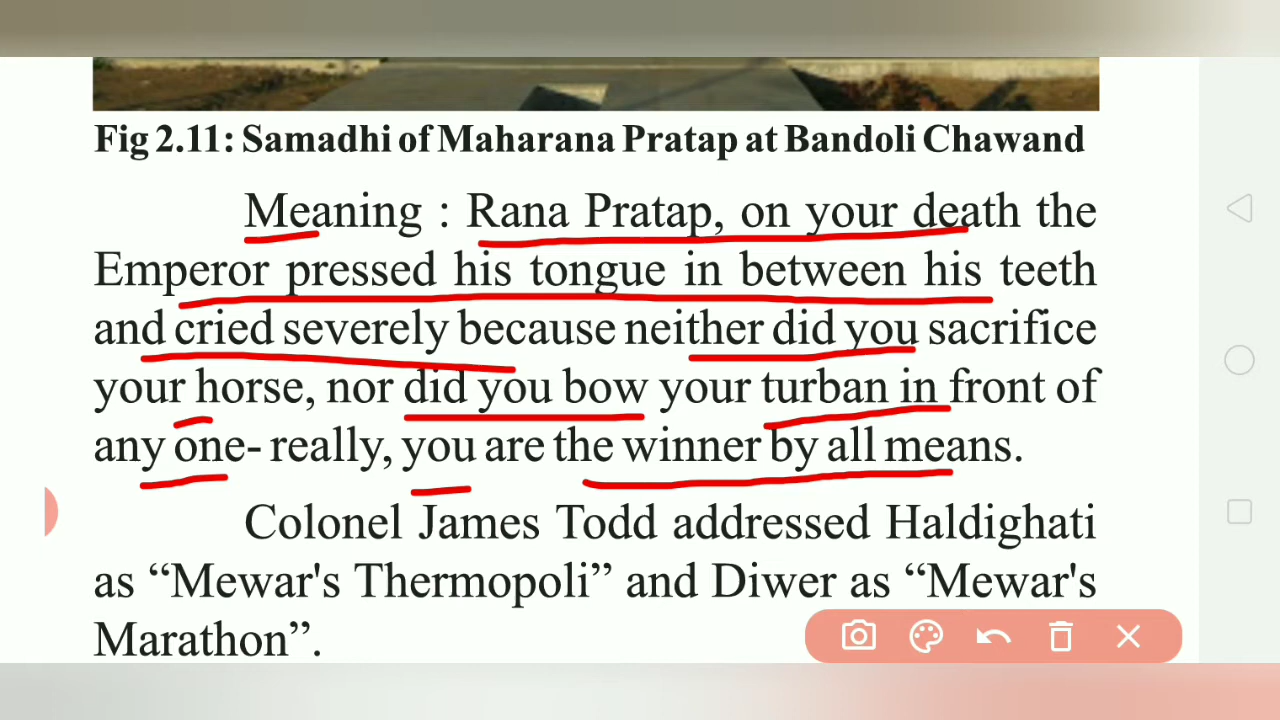 Fig 2.11: Samadhi of Maharana Pratap at Bandoli Chawand
Meaning : Rana Pratap, on your death the
Emperor pressed his tongue in between his teeth
and cried severely because neither did you sacrifice
your horse, nor did you bow your turban in front of
any one- really, you are the winner by all means.
Colonel James Todd addressed Haldighati
as “Mewar's Thermopoli” and Diwer as “Mewar's
Marathon”.